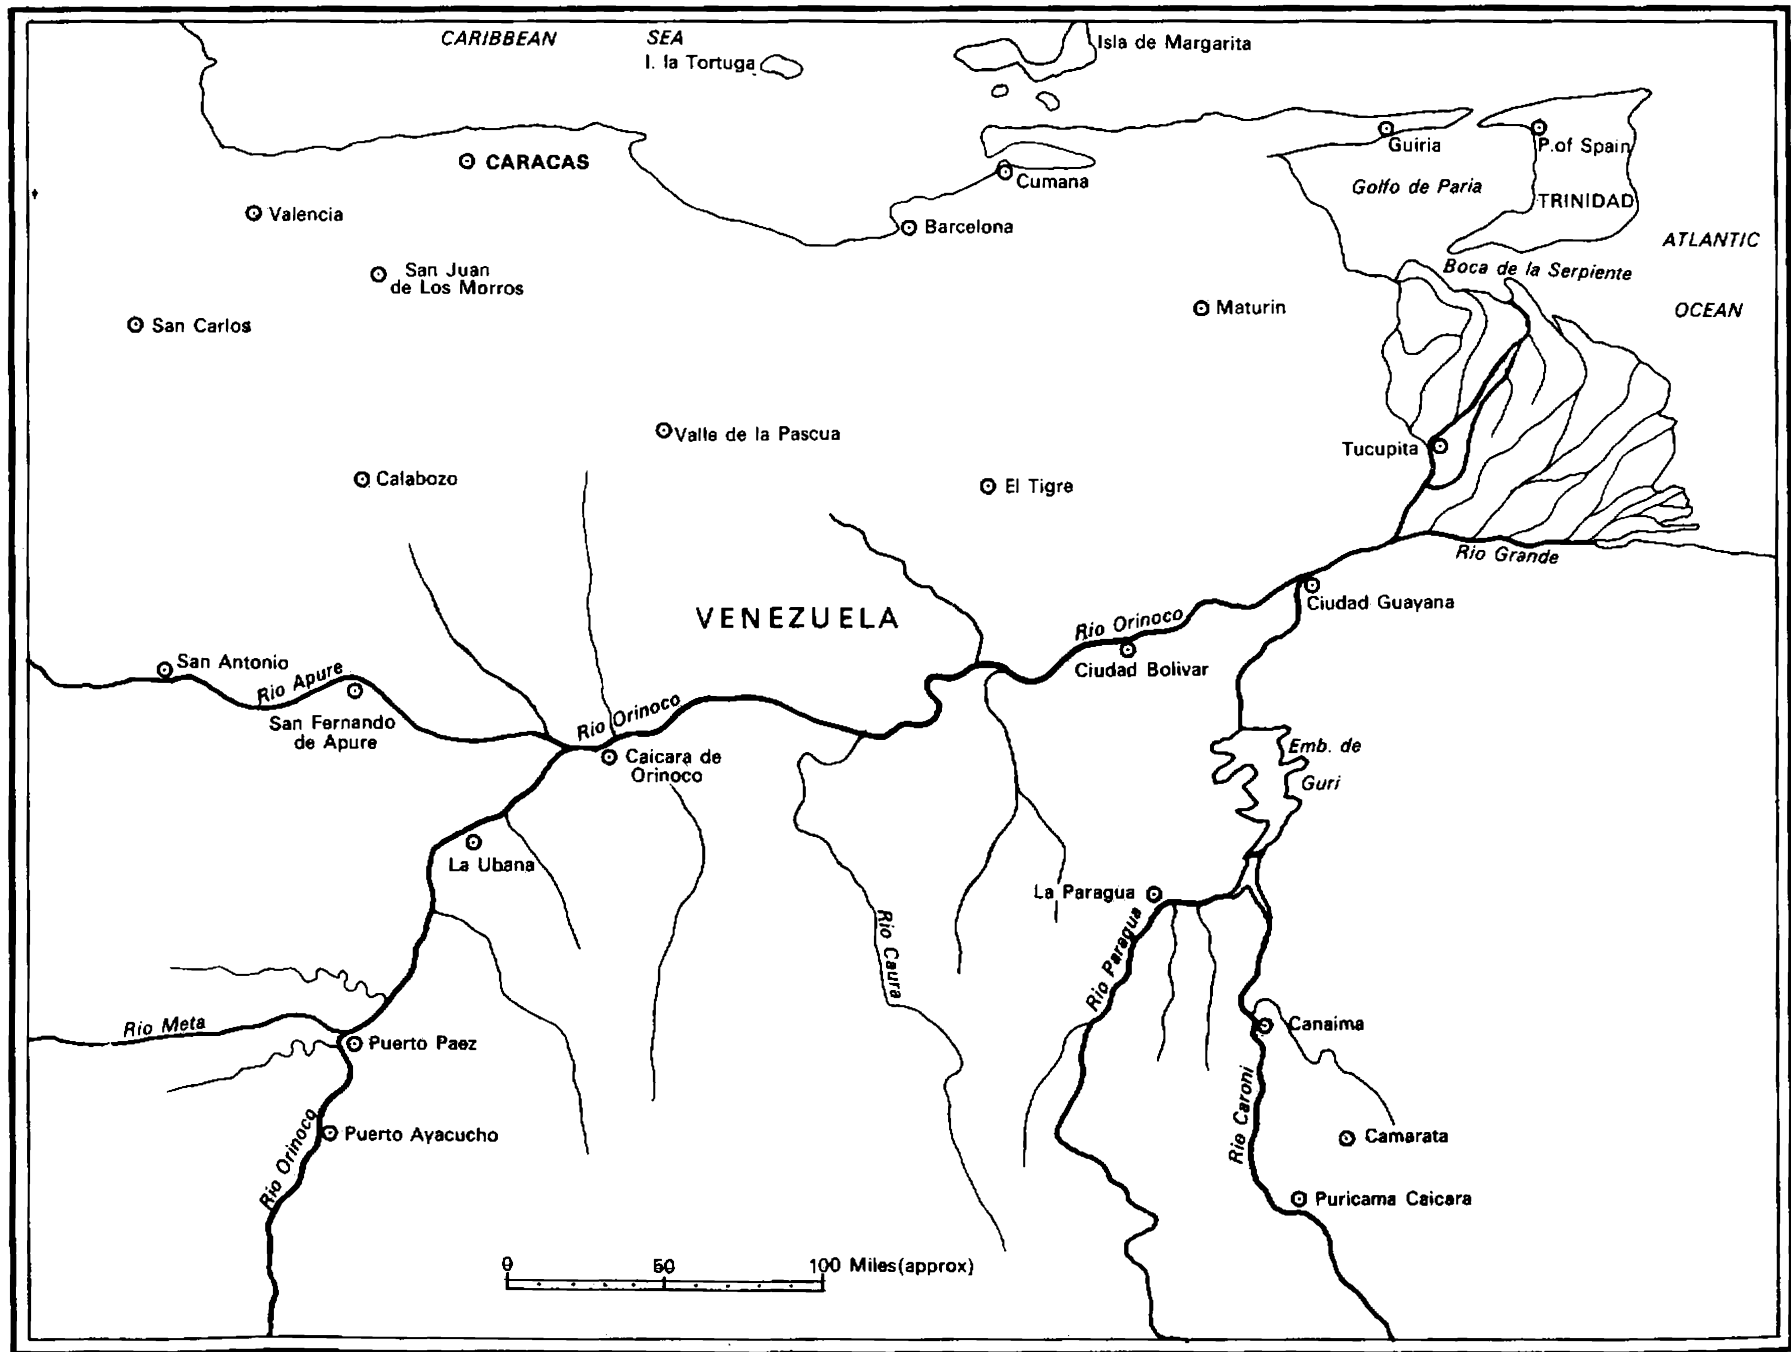 CARIBBEAN SEA
I. la Tortuga
Isla de Margarita
CARACAS
Cumana
Guiria
P.of Spain
Golfo de Paria
TRINIDAD
Valencia
Barcelona
ATLANTIC
OCEAN
San Juan
de Los Morros
Boca de la Serpiente
San Carlos
Maturin
Valle de la Pascua
Tucupita
Calabozo
El Tigre
Rio Grande
VENEZUELA
Rio Orinoco
Ciudad Guayana
San Antonio
Rio Apure
Ciudad Bolivar
San Fernando
de Apure
Rio Orinoco
Caicara de
Orinoco
Emb. de
Guri
La Ubana
La Paragua
Rio Caura
Rio Paragua
Rio Meta
Puerto Paez
Canaima
Rio Orinoco
Puerto Ayacucho
Rio Caroni
Camarata
Puricama Caicara
0 50 100 Miles(approx)